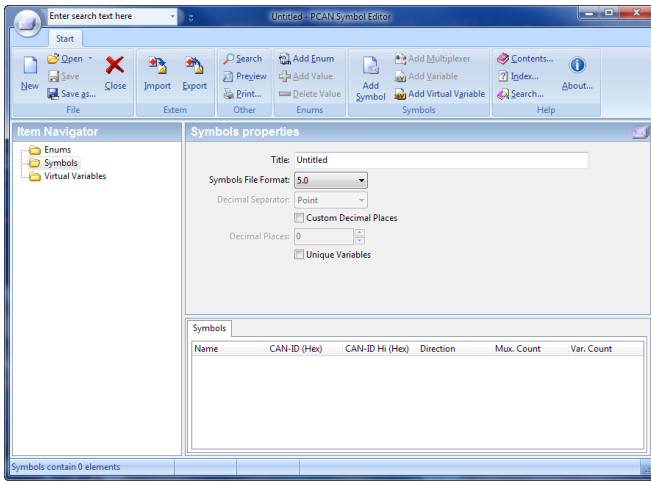 Enter search text here
Untitled - PCAN Symbol Editor
Start
New
Open
Save
Save as...
Close
File
Import
Export
Extern
Search
Preview
Print...
Other
Add Enum
Add Value
Delete Value
Enums
Add Symbol
Add Multiplexer
Add Variable
Add Virtual Variable
Symbols
Contents...
Index...
Search...
About...
Help
Item Navigator
Enums
Symbols
Virtual Variables
Symbols properties
Title: Untitled
Symbols File Format: 5.0
Decimal Separator: Point
Custom Decimal Places
Decimal Places: 0
Unique Variables
Symbols
Name CAN-ID (Hex) CAN-ID Hi (Hex) Direction Mux. Count Var. Count
Symbols contain 0 elements